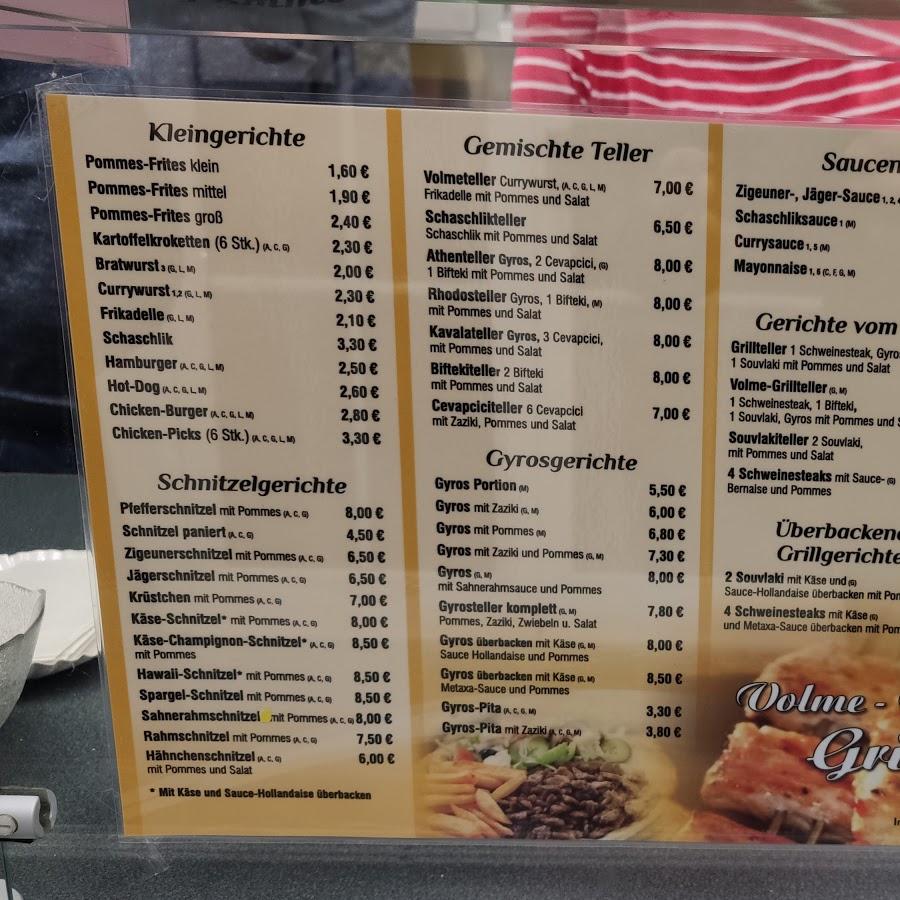 Kleingerichte
Pommes-Frites klein 1,60 €
Pommes-Frites mittel 1,90 €
Pommes-Frites groß 2,40 €
Kartoffelkroketten (6 Stk.) (A, C, G) 2,30 €
Bratwurst 3 (G, L, M) 2,00 €
Currywurst 1,2 (G, L, M) 2,30 €
Frikadelle (G, L, M) 2,10 €
Schaschlik 3,30 €
Hamburger (A, C, G, L, M) 2,50 €
Hot-Dog (A, C, G, L, M) 2,60 €
Chicken-Burger (A, C, G, L, M) 2,80 €
Chicken-Picks (6 Stk.) (A, C, G, L, M) 3,30 €
Schnitzelgerichte
Pfefferschnitzel mit Pommes (A, C, G) 8,00 €
Schnitzel paniert (A, C, G) 4,50 €
Zigeunerschnitzel mit Pommes (A, C, G) 6,50 €
Jägerschnitzel mit Pommes (A, C, G) 6,50 €
Krüstchen mit Pommes (A, C, G) 7,00 €
Käse-Schnitzel* mit Pommes (A, C, G) 8,00 €
Käse-Champignon-Schnitzel* (A, C, G) 8,50 €
mit Pommes
Hawaii-Schnitzel* mit Pommes (A, C, G) 8,50 €
Spargel-Schnitzel mit Pommes (A, C, G) 8,50 €
Sahnerahmschnitzel mit Pommes (A, C, G) 8,00 €
Rahmschnitzel mit Pommes (A, C, G) 7,50 €
Hähnchenschnitzel (A, C, G) 6,00 €
mit Pommes und Salat
* Mit Käse und Sauce-Hollandaise überbacken
Gemischte Teller
Volmeteller Currywurst, (A, C, G, L, M) 7,00 €
Frikadelle mit Pommes und Salat
Schaschlikteller 6,50 €
Schaschlik mit Pommes und Salat
Athenteller Gyros, 2 Cevapcici, (G) 8,00 €
1 Bifteki mit Pommes und Salat
Rhodosteller Gyros, 1 Bifteki, (M) 8,00 €
mit Pommes und Salat
Kavalateller Gyros, 3 Cevapcici, 8,00 €
mit Pommes und Salat
Biftekiteller 2 Bifteki 8,00 €
mit Pommes und Salat
Cevapciciteller 6 Cevapcici 7,00 €
mit Zaziki, Pommes und Salat
Gyrosgerichte
Gyros Portion (M) 5,50 €
Gyros mit Zaziki (G, M) 6,00 €
Gyros mit Pommes (M) 6,80 €
Gyros mit Zaziki und Pommes (G, M) 7,30 €
Gyros (G, M) 8,00 €
mit Sahnerahmsauce und Pommes
Gyrosteller komplett (G, M) 7,80 €
Pommes, Zaziki, Zwiebeln u. Salat
Gyros überbacken mit Käse (G, M) 8,00 €
Sauce Hollandaise und Pommes
Gyros überbacken mit Käse (G, M) 8,50 €
Metaxa-Sauce und Pommes
Gyros-Pita (A, C, G, M) 3,30 €
Gyros-Pita mit Zaziki (A, C, G, M) 3,80 €
Saucen
Zigeuner-, Jäger-Sauce 1, 2,
Schaschliksauce 1 (M)
Currysauce 1, 5 (M)
Mayonnaise 1, 6 (C, F, G, M)
Gerichte vom
Grillteller 1 Schweinesteak, Gyro
1 Souvlaki mit Pommes und Salat
Volme-Grillteller (G, M)
1 Schweinesteak, 1 Bifteki,
1 Souvlaki, Gyros mit Pommes und S
Souvlakiteller 2 Souvlaki,
mit Pommes und Salat
4 Schweinesteaks mit Sauce- (G)
Bernaise und Pommes
Überbackene
Grillgerichte
2 Souvlaki mit Käse und (G)
Sauce-Hollandaise überbacken mit Pom
4 Schweinesteaks mit Käse (G)
und Metaxa-Sauce überbacken mit Pom
Volme -
Gri